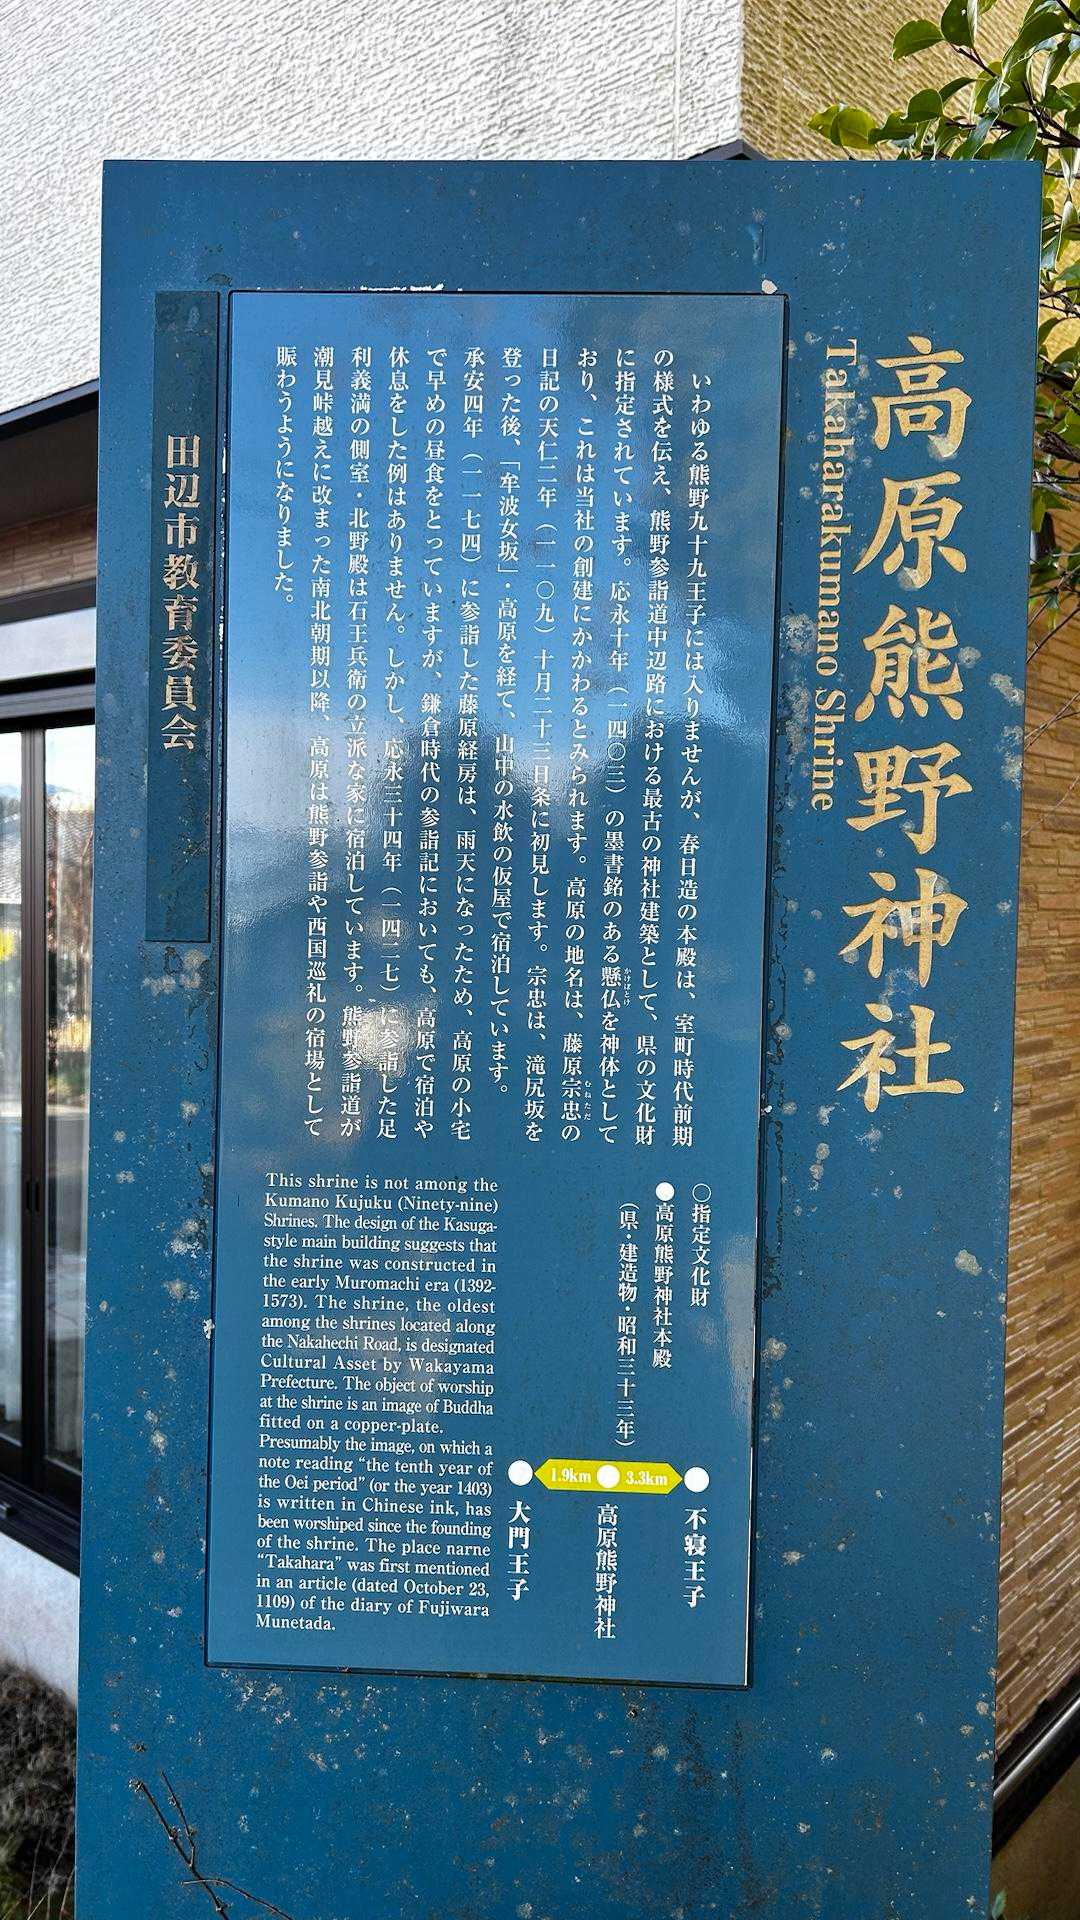 高原熊野神社
Takaharakumano Shrine
いわゆる熊野九十九王子には入りませんが、春日造の本殿は、室町時代前期
の様式を伝え、熊野参詣道中辺路における最古の神社建築として、県の文化財
に指定されています。応永十年（一四〇三）の墨書銘のある懸仏を神体として
かけぼとけ
おり、これは当社の創建にかかわるとみられます。高原の地名は、藤原宗忠の
むねただ
日記の天仁二年（一一〇九）十月二十三日条に初見します。宗忠は、滝尻坂を
登った後、「牟波女坂」・高原を経て、山中の水飲の仮屋で宿泊しています。
承安四年（一一七四）に参詣した藤原経房は、雨天になったため、高原の小宅
で早めの昼食をとっていますが、鎌倉時代の参詣記においても、高原で宿泊や
休息をした例はありません。しかし、応永三十四年（一四二七）に参詣した足
利義満の側室・北野殿は石王兵衛の立派な家に宿泊しています。熊野参詣道が
潮見峠越えに改まった南北朝期以降、高原は熊野参詣や西国巡礼の宿場として
賑わうようになりました。
○指定文化財
●高原熊野神社本殿
（県・建造物・昭和三十三年）
不寝王子
3.3km
高原熊野神社
1.9km
大門王子
This shrine is not among the
Kumano Kujuku (Ninety-nine)
Shrines. The design of the Kasuga-
style main building suggests that
the shrine was constructed in
the early Muromachi era (1392-
1573). The shrine, the oldest
among the shrines located along
the Nakahechi Road, is designated
Cultural Asset by Wakayama
Prefecture. The object of worship
at the shrine is an image of Buddha
fitted on a copper-plate.
Presumably the image, on which a
note reading “the tenth year of
the Oei period” (or the year 1403)
is written in Chinese ink, has
been worshiped since the founding
of the shrine. The place narne
“Takahara” was first mentioned
in an article (dated October 23,
1109) of the diary of Fujiwara
Munetada.
田辺市教育委員会